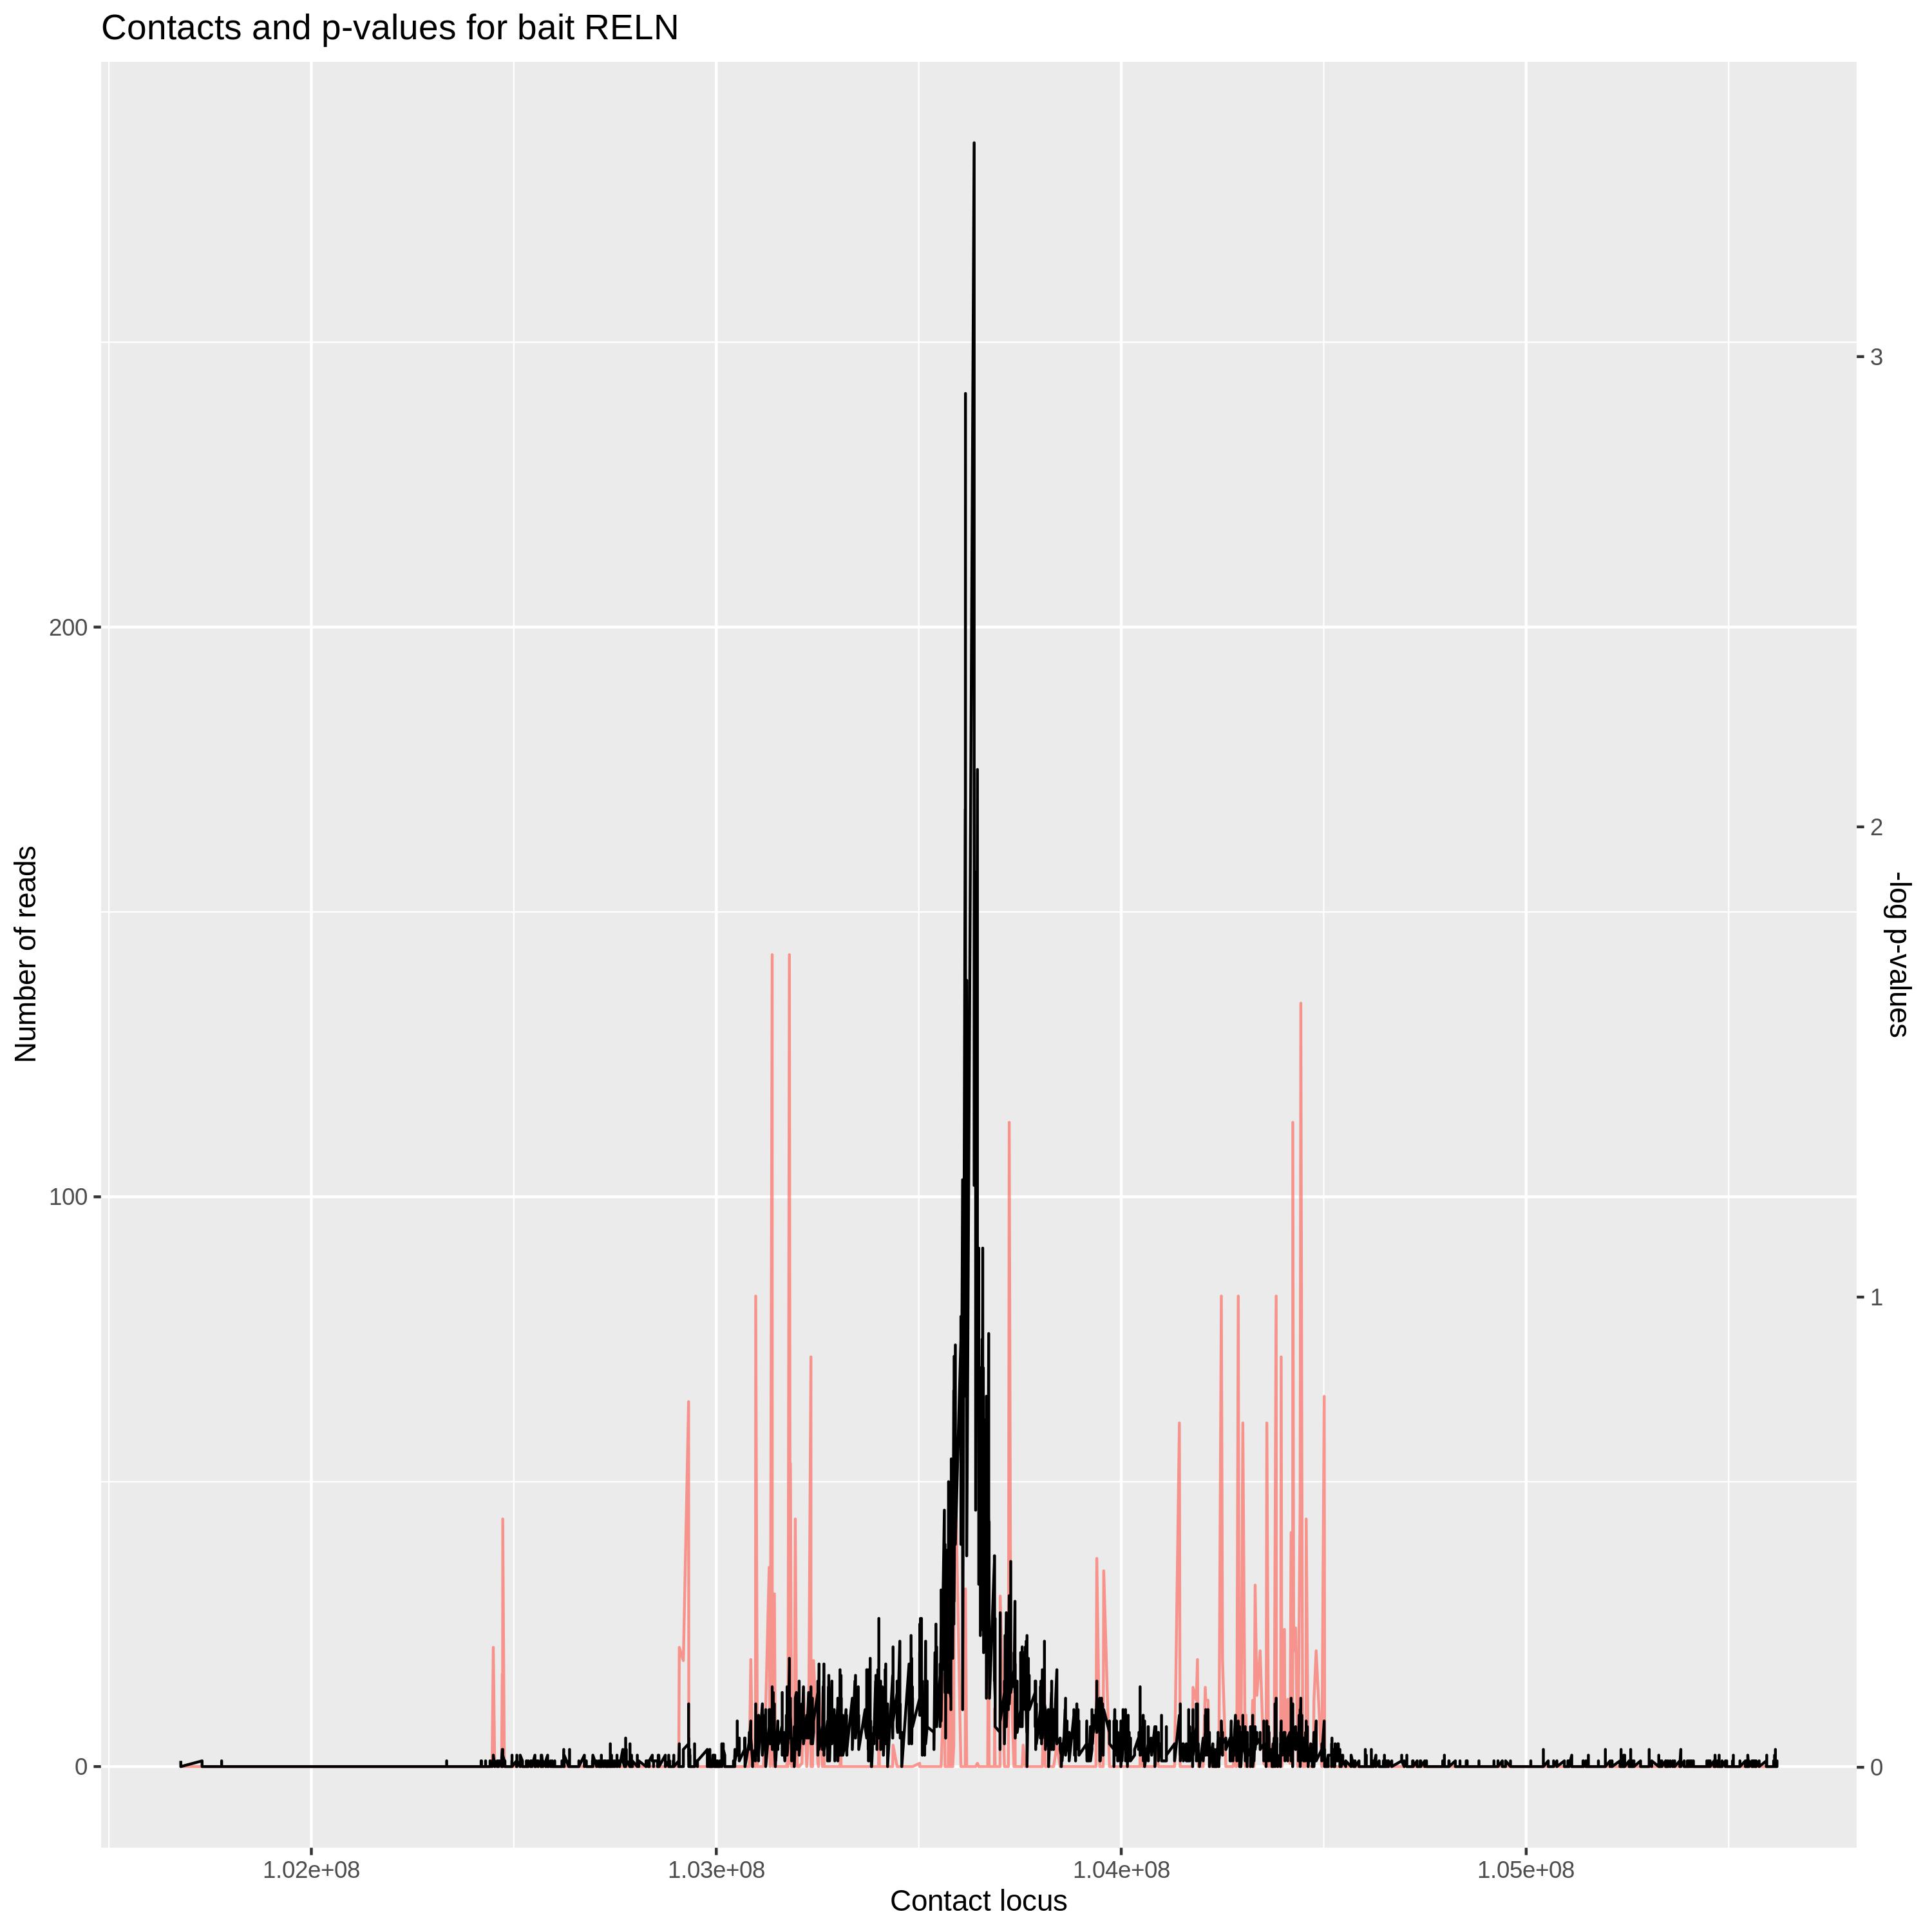 Contacts and p-values for bait RELN
Number of reads
200
100
0
3
2
1
0
-log p-values
1.02e+08
1.03e+08
1.04e+08
1.05e+08
Contact locus